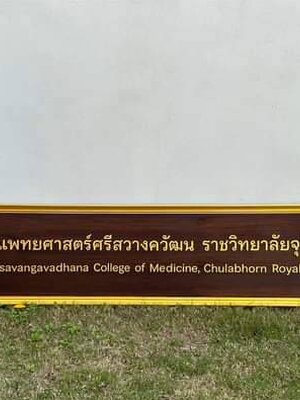 แพทยศาสตร์ศรีสวางควัฒน ราชวิทยาลัยจุ
savangavadhana College of Medicine, Chulabhorn Royal